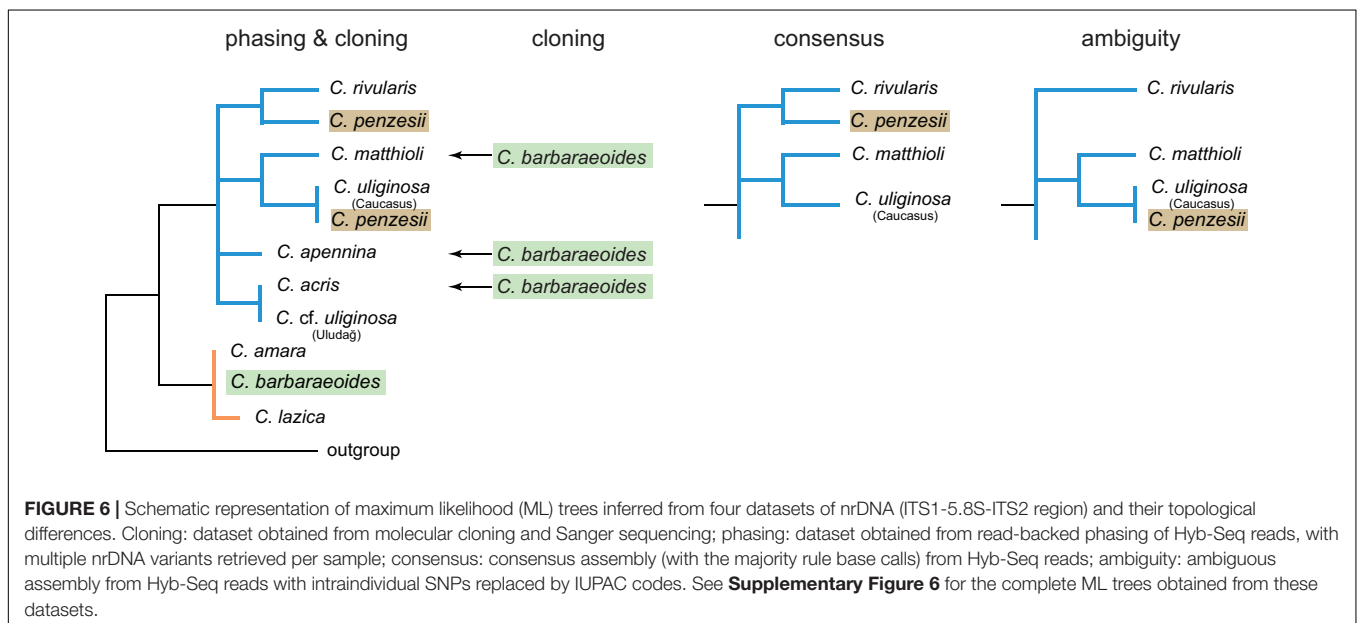 phasing & cloning
cloning
consensus
ambiguity
C. rivularis
C. penzesii
C. matthioli
C. uliginosa
(Caucasus)
C. penzesii
C. apennina
C. acris
C. cf. uliginosa
(Uludağ)
C. amara
C. barbaraeoides
C. lazica
outgroup
C. barbaraeoides
C. barbaraeoides
C. barbaraeoides
C. rivularis
C. penzesii
C. matthioli
C. uliginosa
(Caucasus)
C. rivularis
C. matthioli
C. uliginosa
(Caucasus)
C. penzesii
FIGURE 6 | Schematic representation of maximum likelihood (ML) trees inferred from four datasets of nrDNA (ITS1-5.8S-ITS2 region) and their topological
differences. Cloning: dataset obtained from molecular cloning and Sanger sequencing; phasing: dataset obtained from read-backed phasing of Hyb-Seq reads, with
multiple nrDNA variants retrieved per sample; consensus: consensus assembly (with the majority rule base calls) from Hyb-Seq reads; ambiguity: ambiguous
assembly from Hyb-Seq reads with intraindividual SNPs replaced by IUPAC codes. See Supplementary Figure 6 for the complete ML trees obtained from these
datasets.